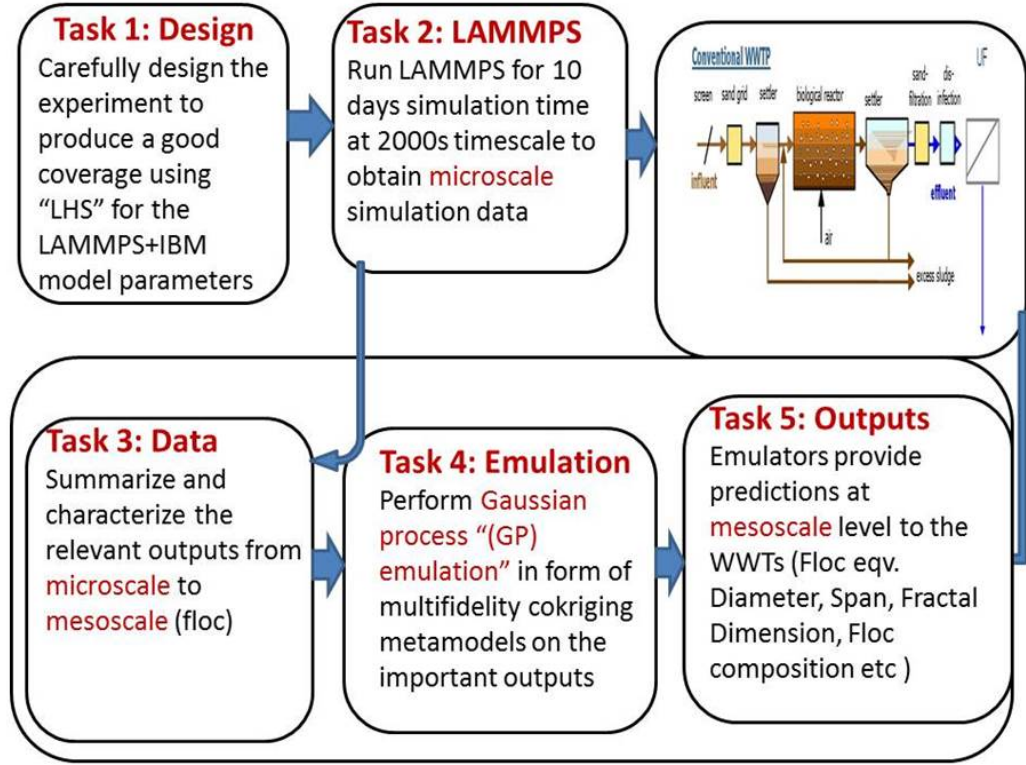 Task 1: Design
Carefully design the
experiment to
produce a good
coverage using
“LHS” for the
LAMMPS+IBM
model parameters
Task 2: LAMMPS
Run LAMMPS for 10
days simulation time
at 2000s timescale to
obtain microscale
simulation data
Conventional WWTP
screen
sand grid
settler
biological reactor
settler
sand-
filtration
dis-
infection
UF
influent
effluent
air
excess sludge
Task 3: Data
Summarize and
characterize the
relevant outputs from
microscale to
mesoscale (floc)
Task 4: Emulation
Perform Gaussian
process “(GP)
emulation” in form of
multifidelity cokriging
metamodels on the
important outputs
Task 5: Outputs
Emulators provide
predictions at
mesoscale level to the
WWTs (Floc eqv.
Diameter, Span, Fractal
Dimension, Floc
composition etc )